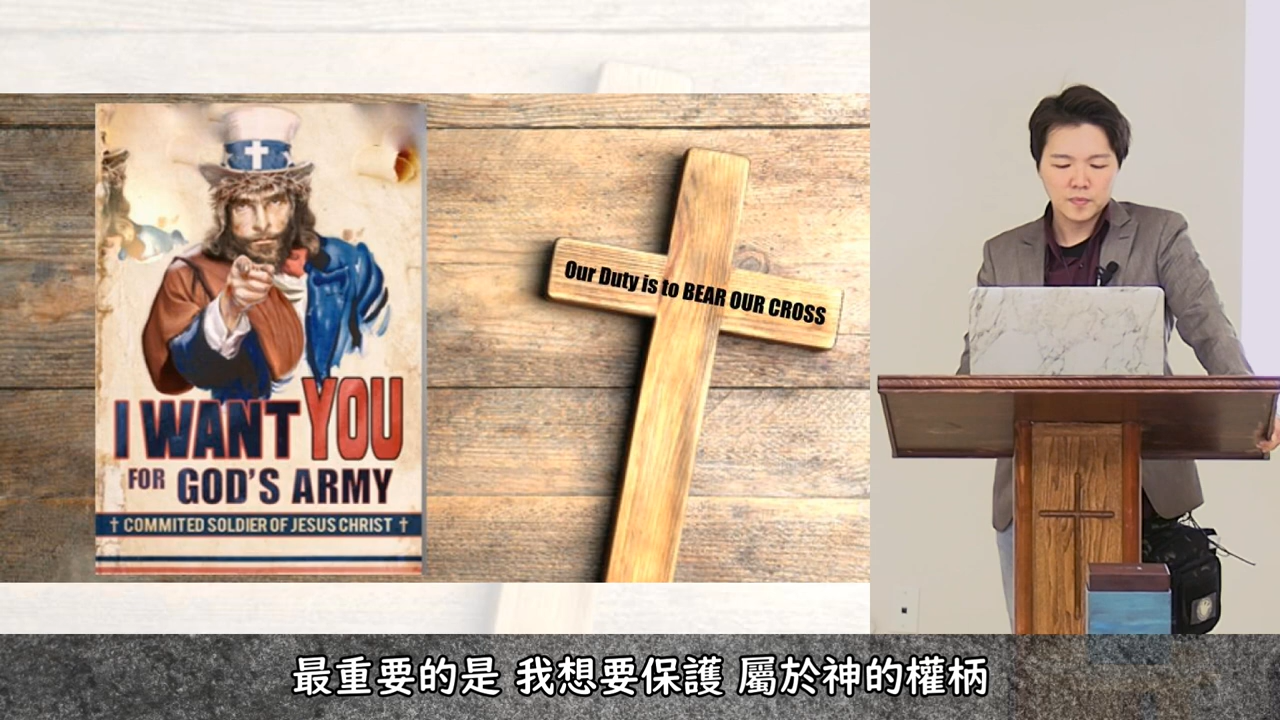 I WANT YOU
FOR GOD'S ARMY
† COMMITED SOLDIER OF JESUS CHRIST †
Our Duty is to BEAR OUR CROSS
最重要的是 我想要保護 屬於神的權柄